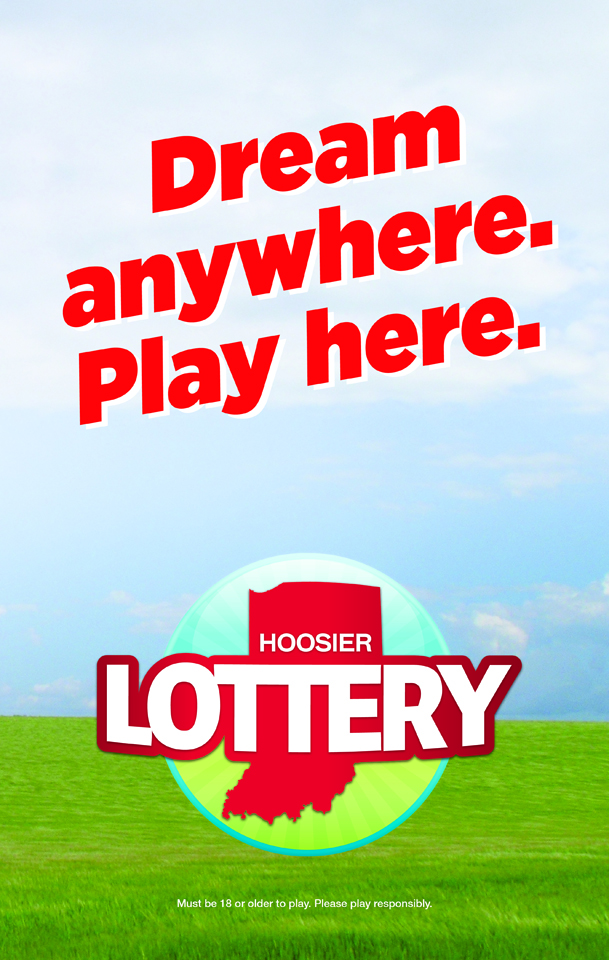 Dream
anywhere.
Play here.
HOOSIER
LOTTERY
Must be 18 or older to play. Please play responsibly.